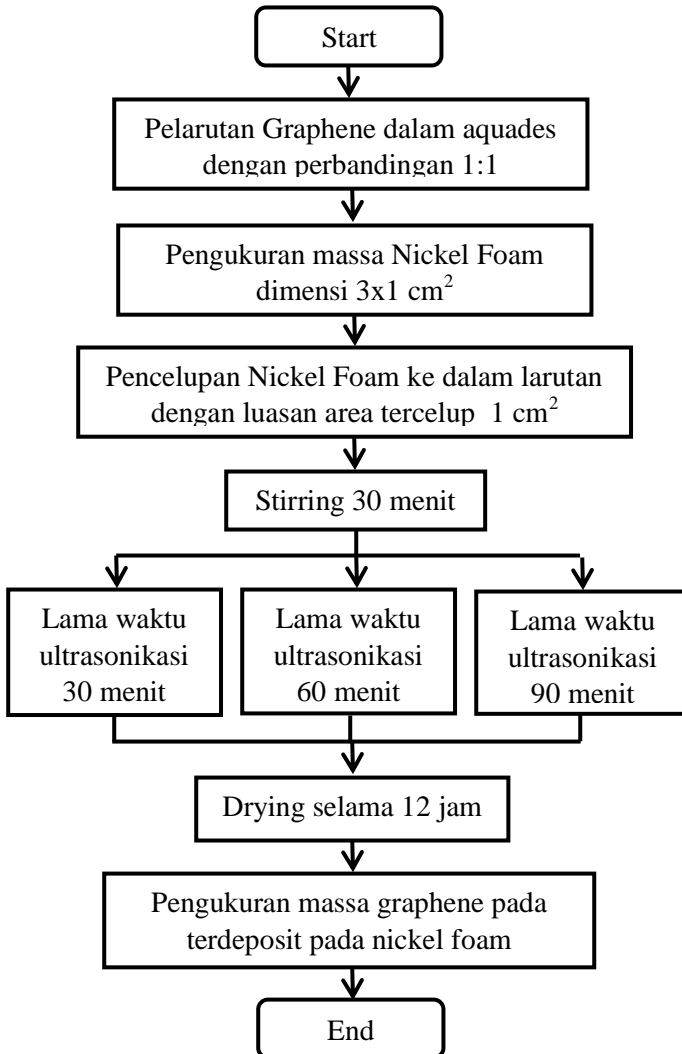 Start
Pelarutan Graphene dalam aquades
dengan perbandingan 1:1
Pengukuran massa Nickel Foam
dimensi 3x1 cm²
Pencelupan Nickel Foam ke dalam larutan
dengan luasan area tercelup 1 cm²
Stirring 30 menit
Lama waktu
ultrasonikasi
30 menit
Lama waktu
ultrasonikasi
60 menit
Lama waktu
ultrasonikasi
90 menit
Drying selama 12 jam
Pengukuran massa graphene pada
terdeposit pada nickel foam
End